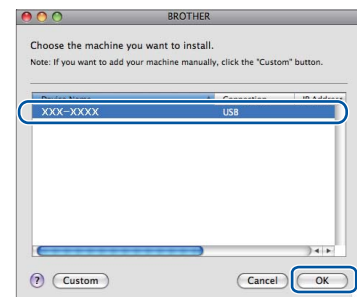 BROTHER
Choose the machine you want to install.
Note: If you want to add your machine manually, click the "Custom" button.
Device Name Connection IP Address
XXX-XXXX USB
? Custom Cancel OK